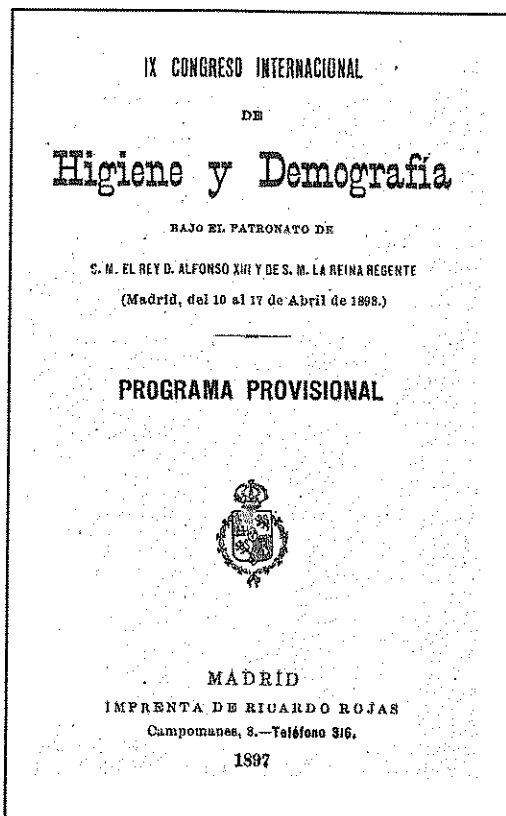 IX CONGRESO INTERNACIONAL
DE
Higiene y Demografía
BAJO EL PATRONATO DE
S. M. EL REY D. ALFONSO XIII Y DE S. M. LA REINA REGENTE
(Madrid, del 10 al 17 de Abril de 1898.)
PROGRAMA PROVISIONAL
MADRID
IMPRENTA DE RICARDO ROJAS
Campomanes, 8.—Teléfono 316.
1897